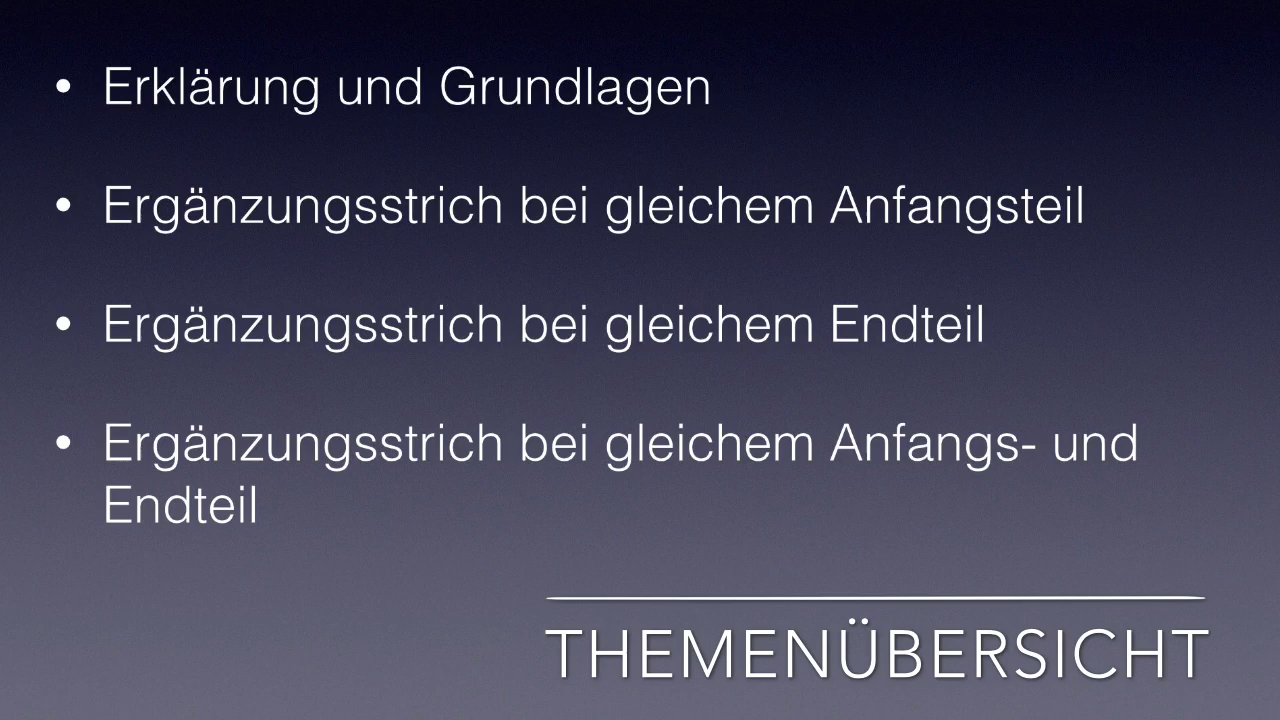 • Erklärung und Grundlagen
• Ergänzungsstrich bei gleichem Anfangsteil
• Ergänzungsstrich bei gleichem Endteil
• Ergänzungsstrich bei gleichem Anfangs- und
Endteil
THEMENÜBERSICHT